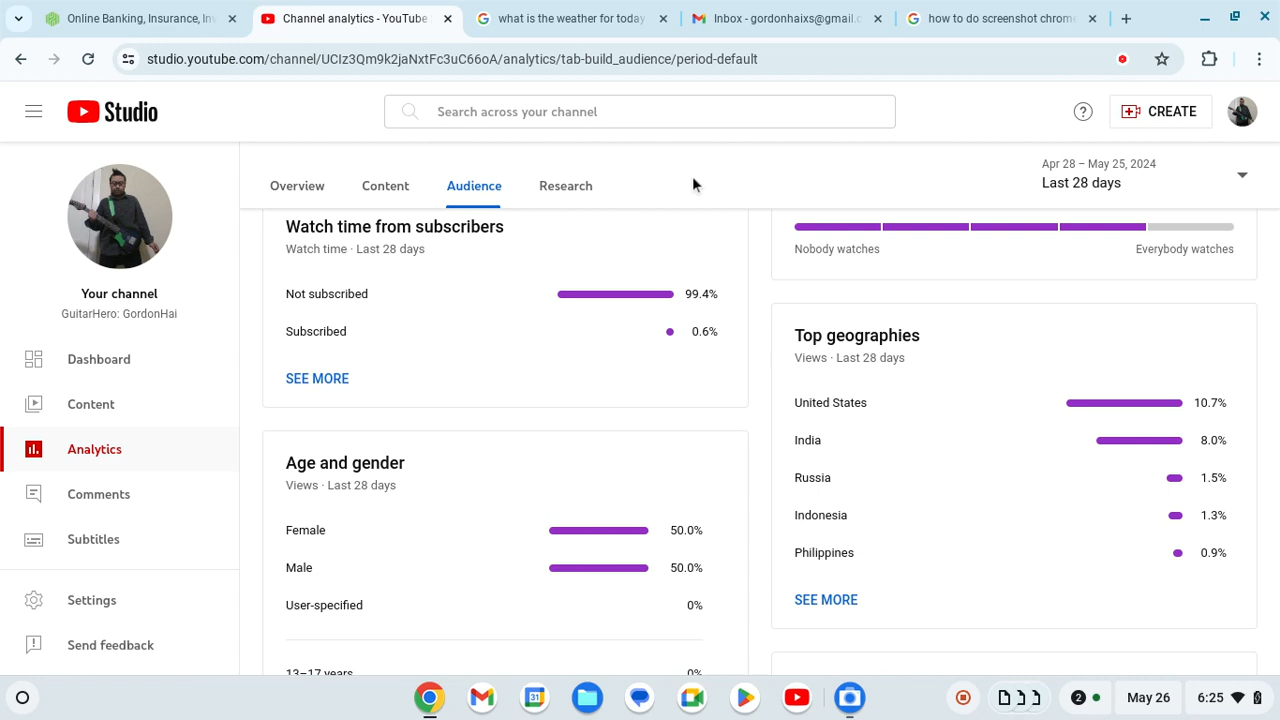 Online Banking, Insurance, In
Channel analytics - YouTube
what is the weather for today
Inbox - gordonhaixs@gmail.c
how to do screenshot chrom
studio.youtube.com/channel/UCIz3Qm9k2jaNxtFc3uC66oA/analytics/tab-build_audience/period-default
Studio
Search across your channel
CREATE
Your channel
GuitarHero: GordonHai
Dashboard
Content
Analytics
Comments
Subtitles
Settings
Send feedback
Overview
Content
Audience
Research
Apr 28 – May 25, 2024
Last 28 days
Watch time from subscribers
Watch time · Last 28 days
Not subscribed 99.4%
Subscribed 0.6%
SEE MORE
Age and gender
Views · Last 28 days
Female 50.0%
Male 50.0%
User-specified 0%
13–17 years 0%
Nobody watches Everybody watches
Top geographies
Views · Last 28 days
United States 10.7%
India 8.0%
Russia 1.5%
Indonesia 1.3%
Philippines 0.9%
SEE MORE
31
2
May 26
6:25